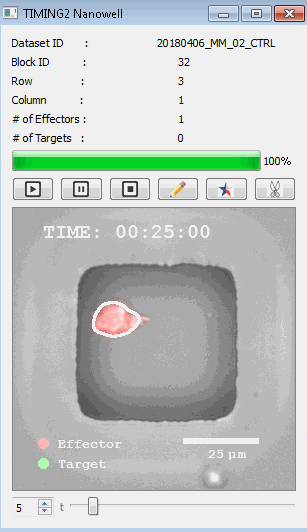 TIMING2 Nanowell
Dataset ID : 20180406_MM_02_CTRL
Block ID : 32
Row : 3
Column : 1
# of Effectors : 1
# of Targets : 0
100%
TIME: 00:25:00
Effector
Target
25 µm
5 t